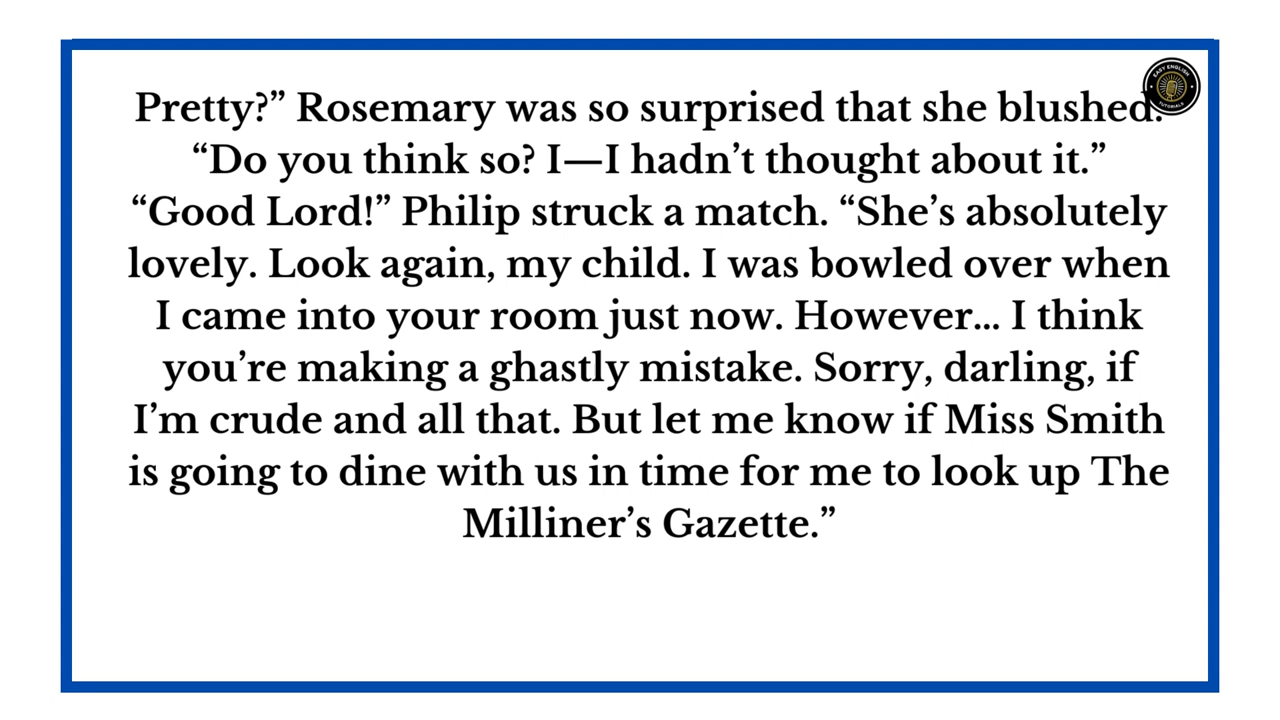 Pretty?” Rosemary was so surprised that she blushed.
“Do you think so? I—I hadn’t thought about it.”
“Good Lord!” Philip struck a match. “She’s absolutely
lovely. Look again, my child. I was bowled over when
I came into your room just now. However... I think
you’re making a ghastly mistake. Sorry, darling, if
I’m crude and all that. But let me know if Miss Smith
is going to dine with us in time for me to look up The
Milliner’s Gazette.”
EASY ENGLISH
TUTORIALS